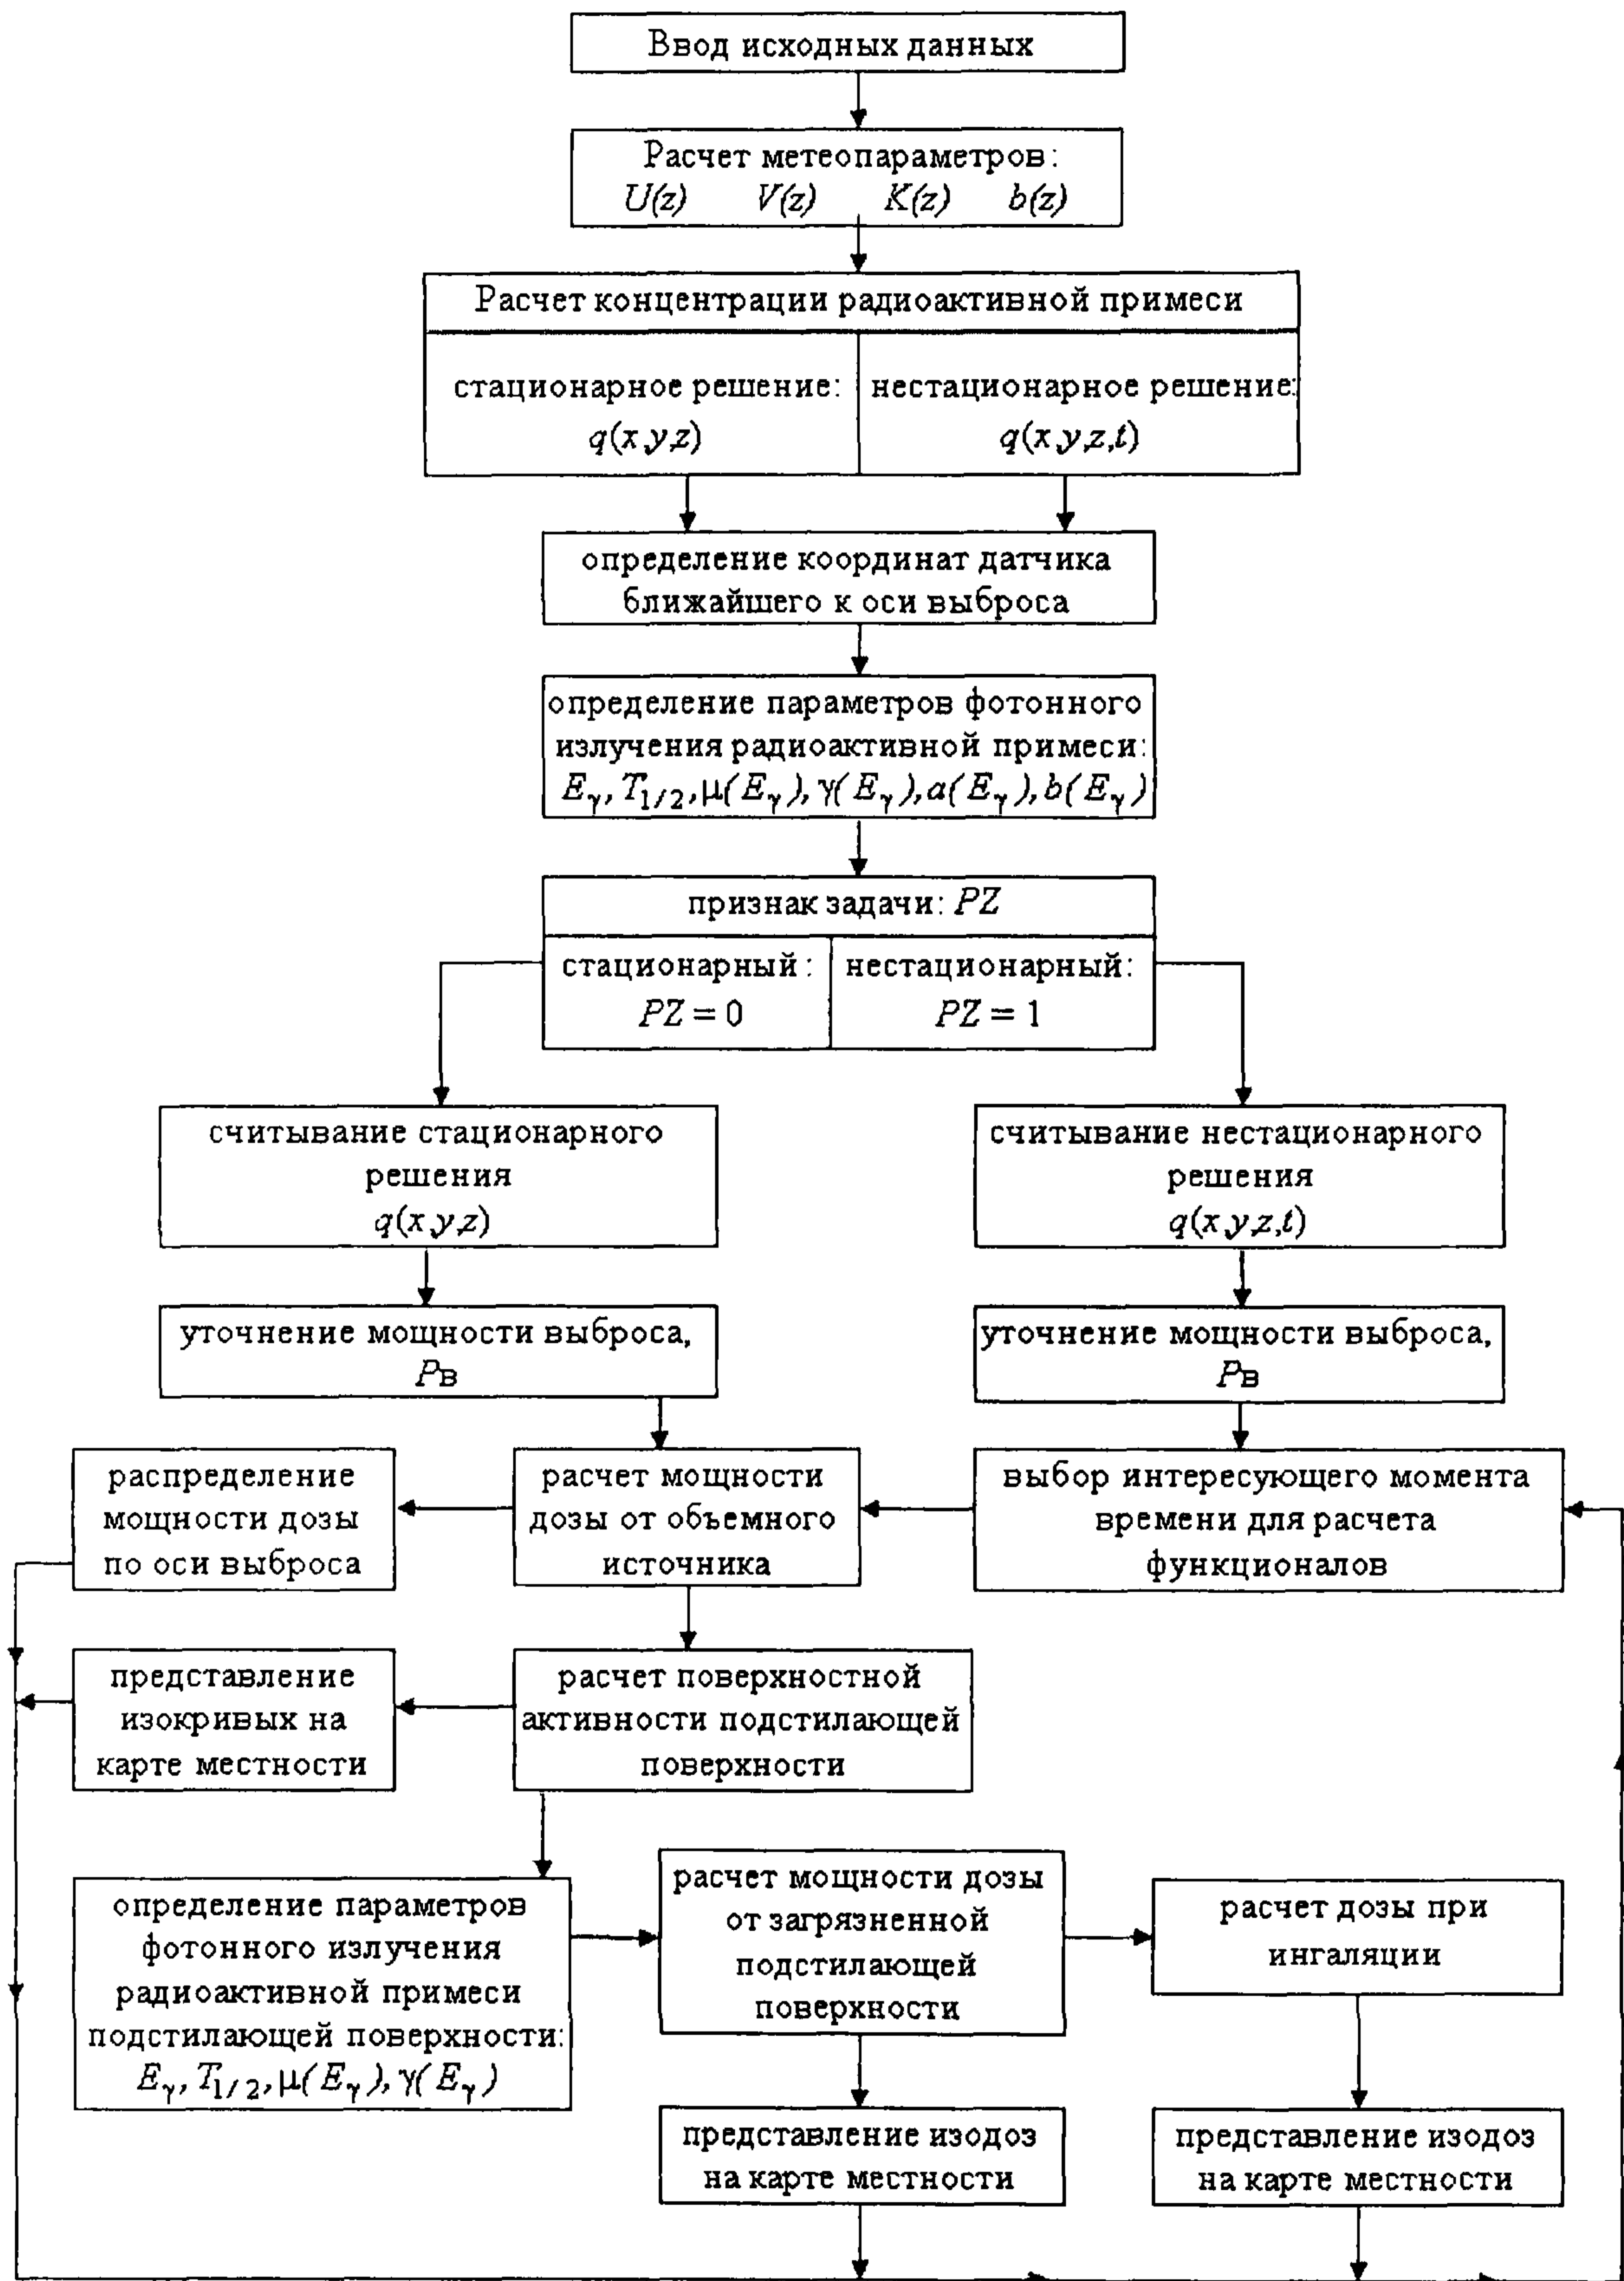 Ввод исходных данных
Расчет метеопараметров:
U(z) V(z) K(z) b(z)
Расчет концентрации радиоактивной примеси
стационарное решение:
q(x,y,z)
нестационарное решение:
q(x,y,z,t)
определение координат датчика
ближайшего к оси выброса
определение параметров фотонного
излучения радиоактивной примеси:
Eγ, T1/2, μ(Eγ), γ(Eγ), a(Eγ), b(Eγ)
признак задачи: PZ
стационарный:
PZ = 0
нестационарный:
PZ = 1
считывание стационарного
решения
q(x,y,z)
считывание нестационарного
решения
q(x,y,z,t)
уточнение мощности выброса,
Pв
уточнение мощности выброса,
Pв
распределение
мощности дозы
по оси выброса
расчет мощности
дозы от объемного
источника
выбор интересующего момента
времени для расчета
функционалов
представление
изокривых на
карте местности
расчет поверхностной
активности подстилающей
поверхности
определение параметров
фотонного излучения
радиоактивной примеси
подстилающей поверхности:
Eγ, T1/2, μ(Eγ), γ(Eγ)
расчет мощности дозы
от загрязненной
подстилающей
поверхности
расчет дозы при
ингаляции
представление изодоз
на карте местности
представление изодоз
на карте местности